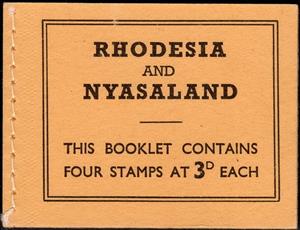 RHODESIA
AND
NYASALAND
THIS BOOKLET CONTAINS
FOUR STAMPS AT 3D EACH